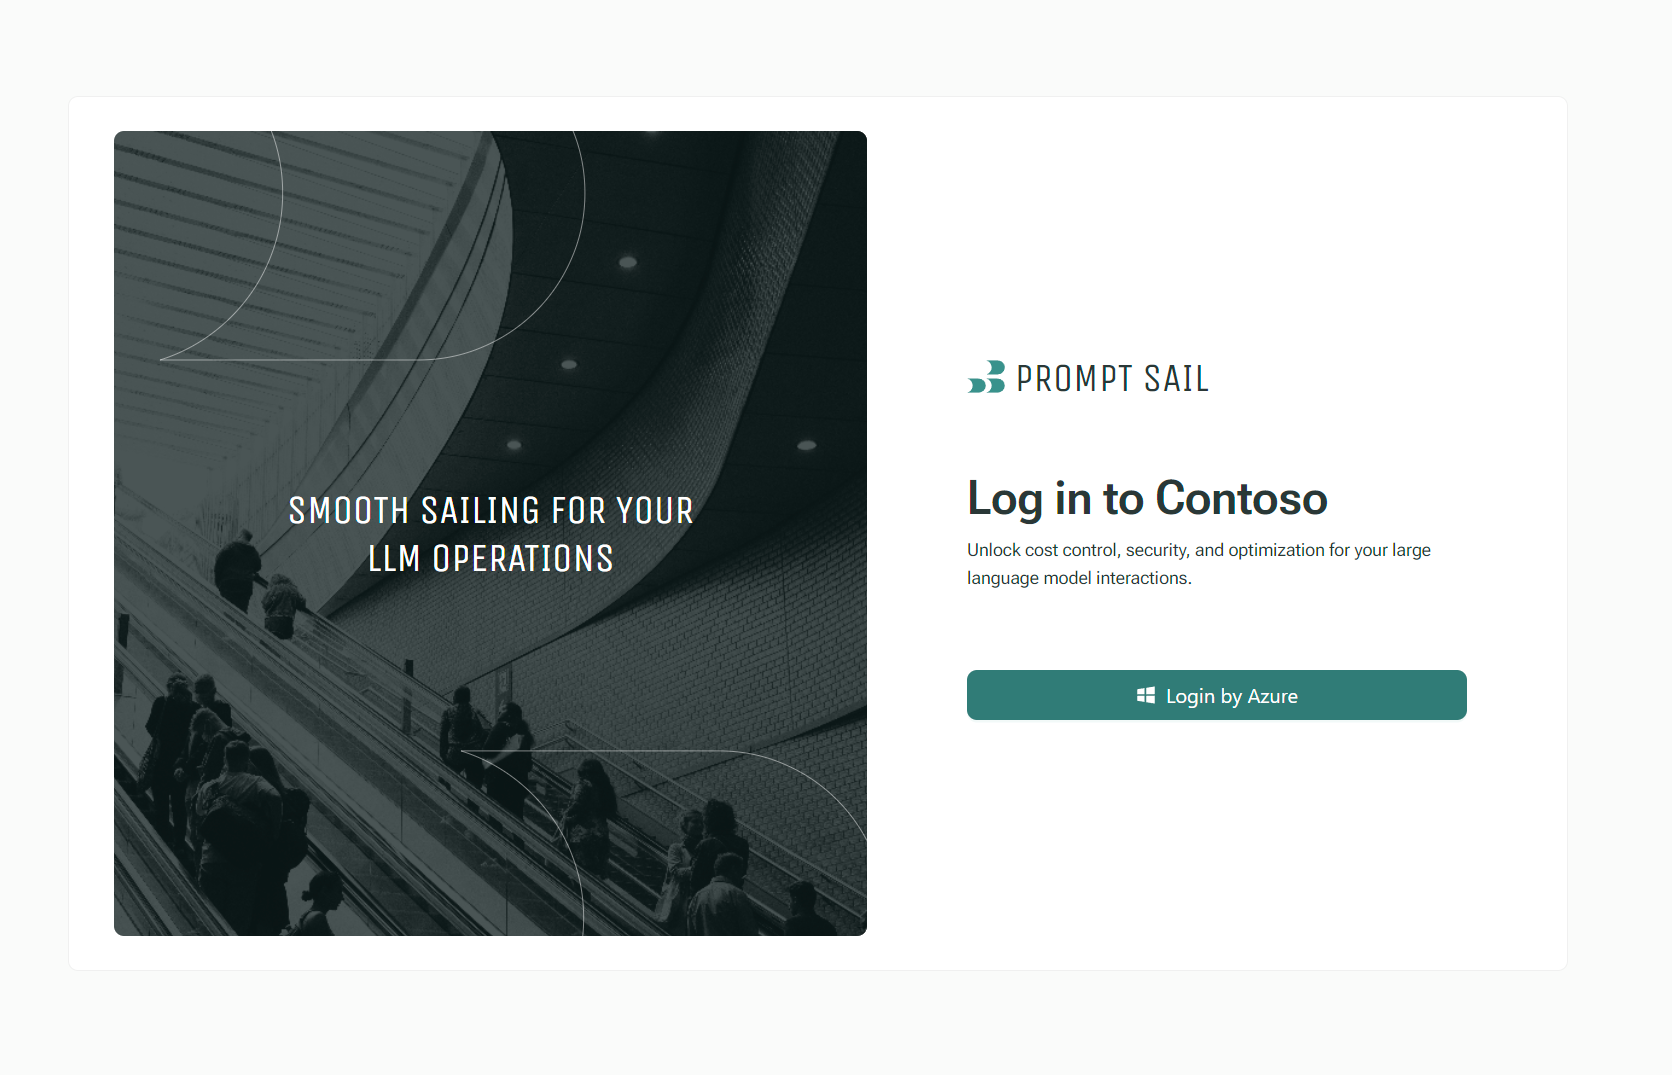 SMOOTH SAILING FOR YOUR
LLM OPERATIONS
PROMPT SAIL
Log in to Contoso
Unlock cost control, security, and optimization for your large
language model interactions.
Login by Azure